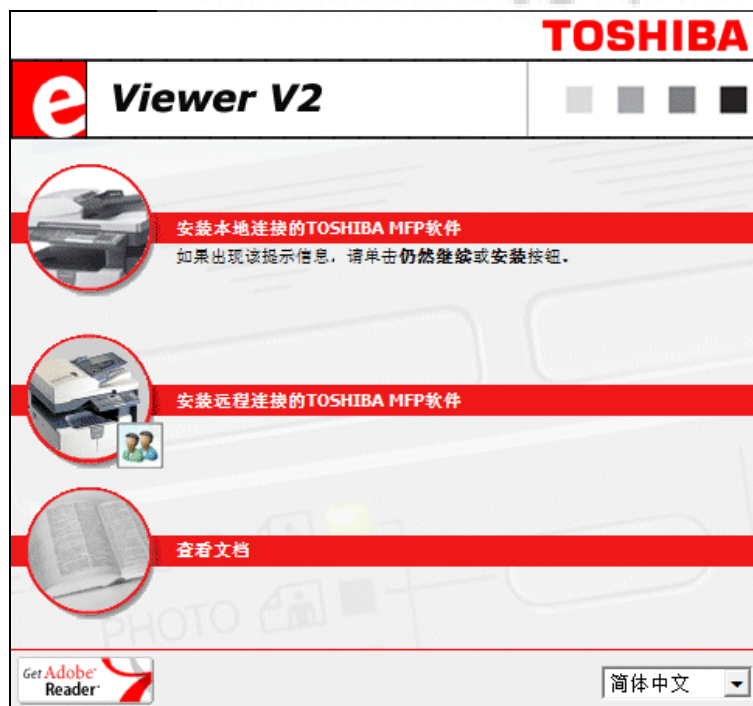 TOSHIBA
e Viewer V2
安装本地连接的TOSHIBA MFP软件
如果出现该提示信息，请单击仍然继续或安装按钮。
安装远程连接的TOSHIBA MFP软件
查看文档
PHOTO
Get Adobe
Reader
简体中文